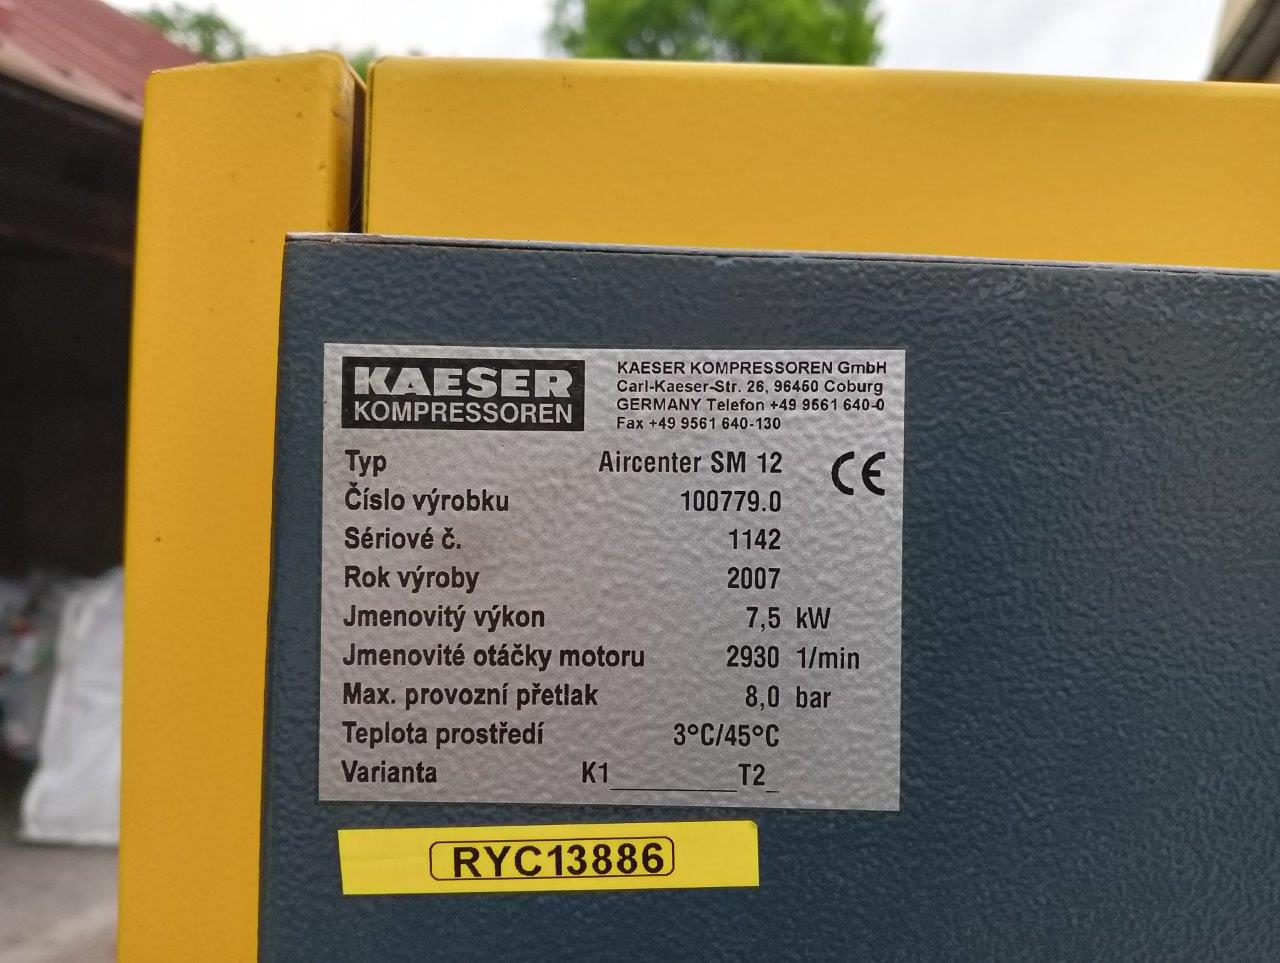 KAESER
KOMPRESSOREN
KAESER KOMPRESSOREN GmbH
Carl-Kaeser-Str. 26, 96450 Coburg
GERMANY Telefon +49 9561 640-0
Fax +49 9561 640-130
CE
Typ Aircenter SM 12
Číslo výrobku 100779.0
Sériové č. 1142
Rok výroby 2007
Jmenovitý výkon 7,5 kW
Jmenovité otáčky motoru 2930 1/min
Max. provozní přetlak 8,0 bar
Teplota prostředí 3°C/45°C
Varianta K1__________T2_
RYC13886